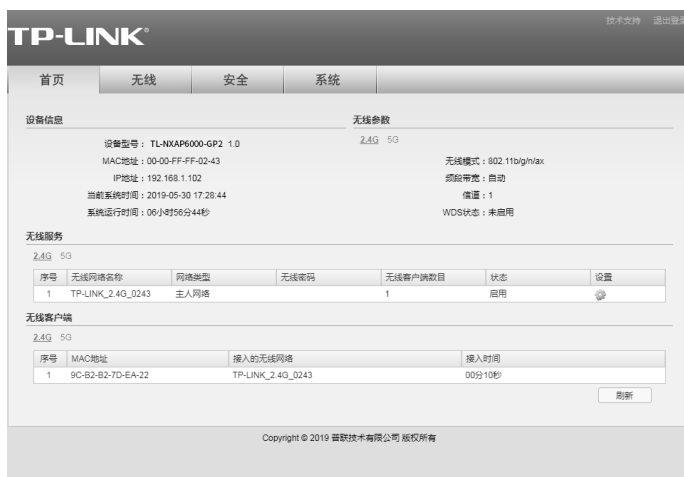 技术支持 退出登录
TP-LINK®
首页 无线 安全 系统
设备信息
设备型号： TL-NXAP6000-GP2 1.0
MAC地址：00-00-FF-FF-02-43
IP地址：192.168.1.102
当前系统时间：2019-05-30 17:28:44
系统运行时间：06小时56分44秒
无线参数
2.4G 5G
无线模式：802.11b/g/n/ax
频段带宽：自动
信道：1
WDS状态：未启用
无线服务
2.4G 5G
序号 无线网络名称 网络类型 无线密码 无线客户端数目 状态 设置
1 TP-LINK_2.4G_0243 主人网络 1 启用
无线客户端
2.4G 5G
序号 MAC地址 接入的无线网络 接入时间
1 9C-B2-B2-7D-EA-22 TP-LINK_2.4G_0243 00分10秒
刷新
Copyright © 2019 普联技术有限公司 版权所有